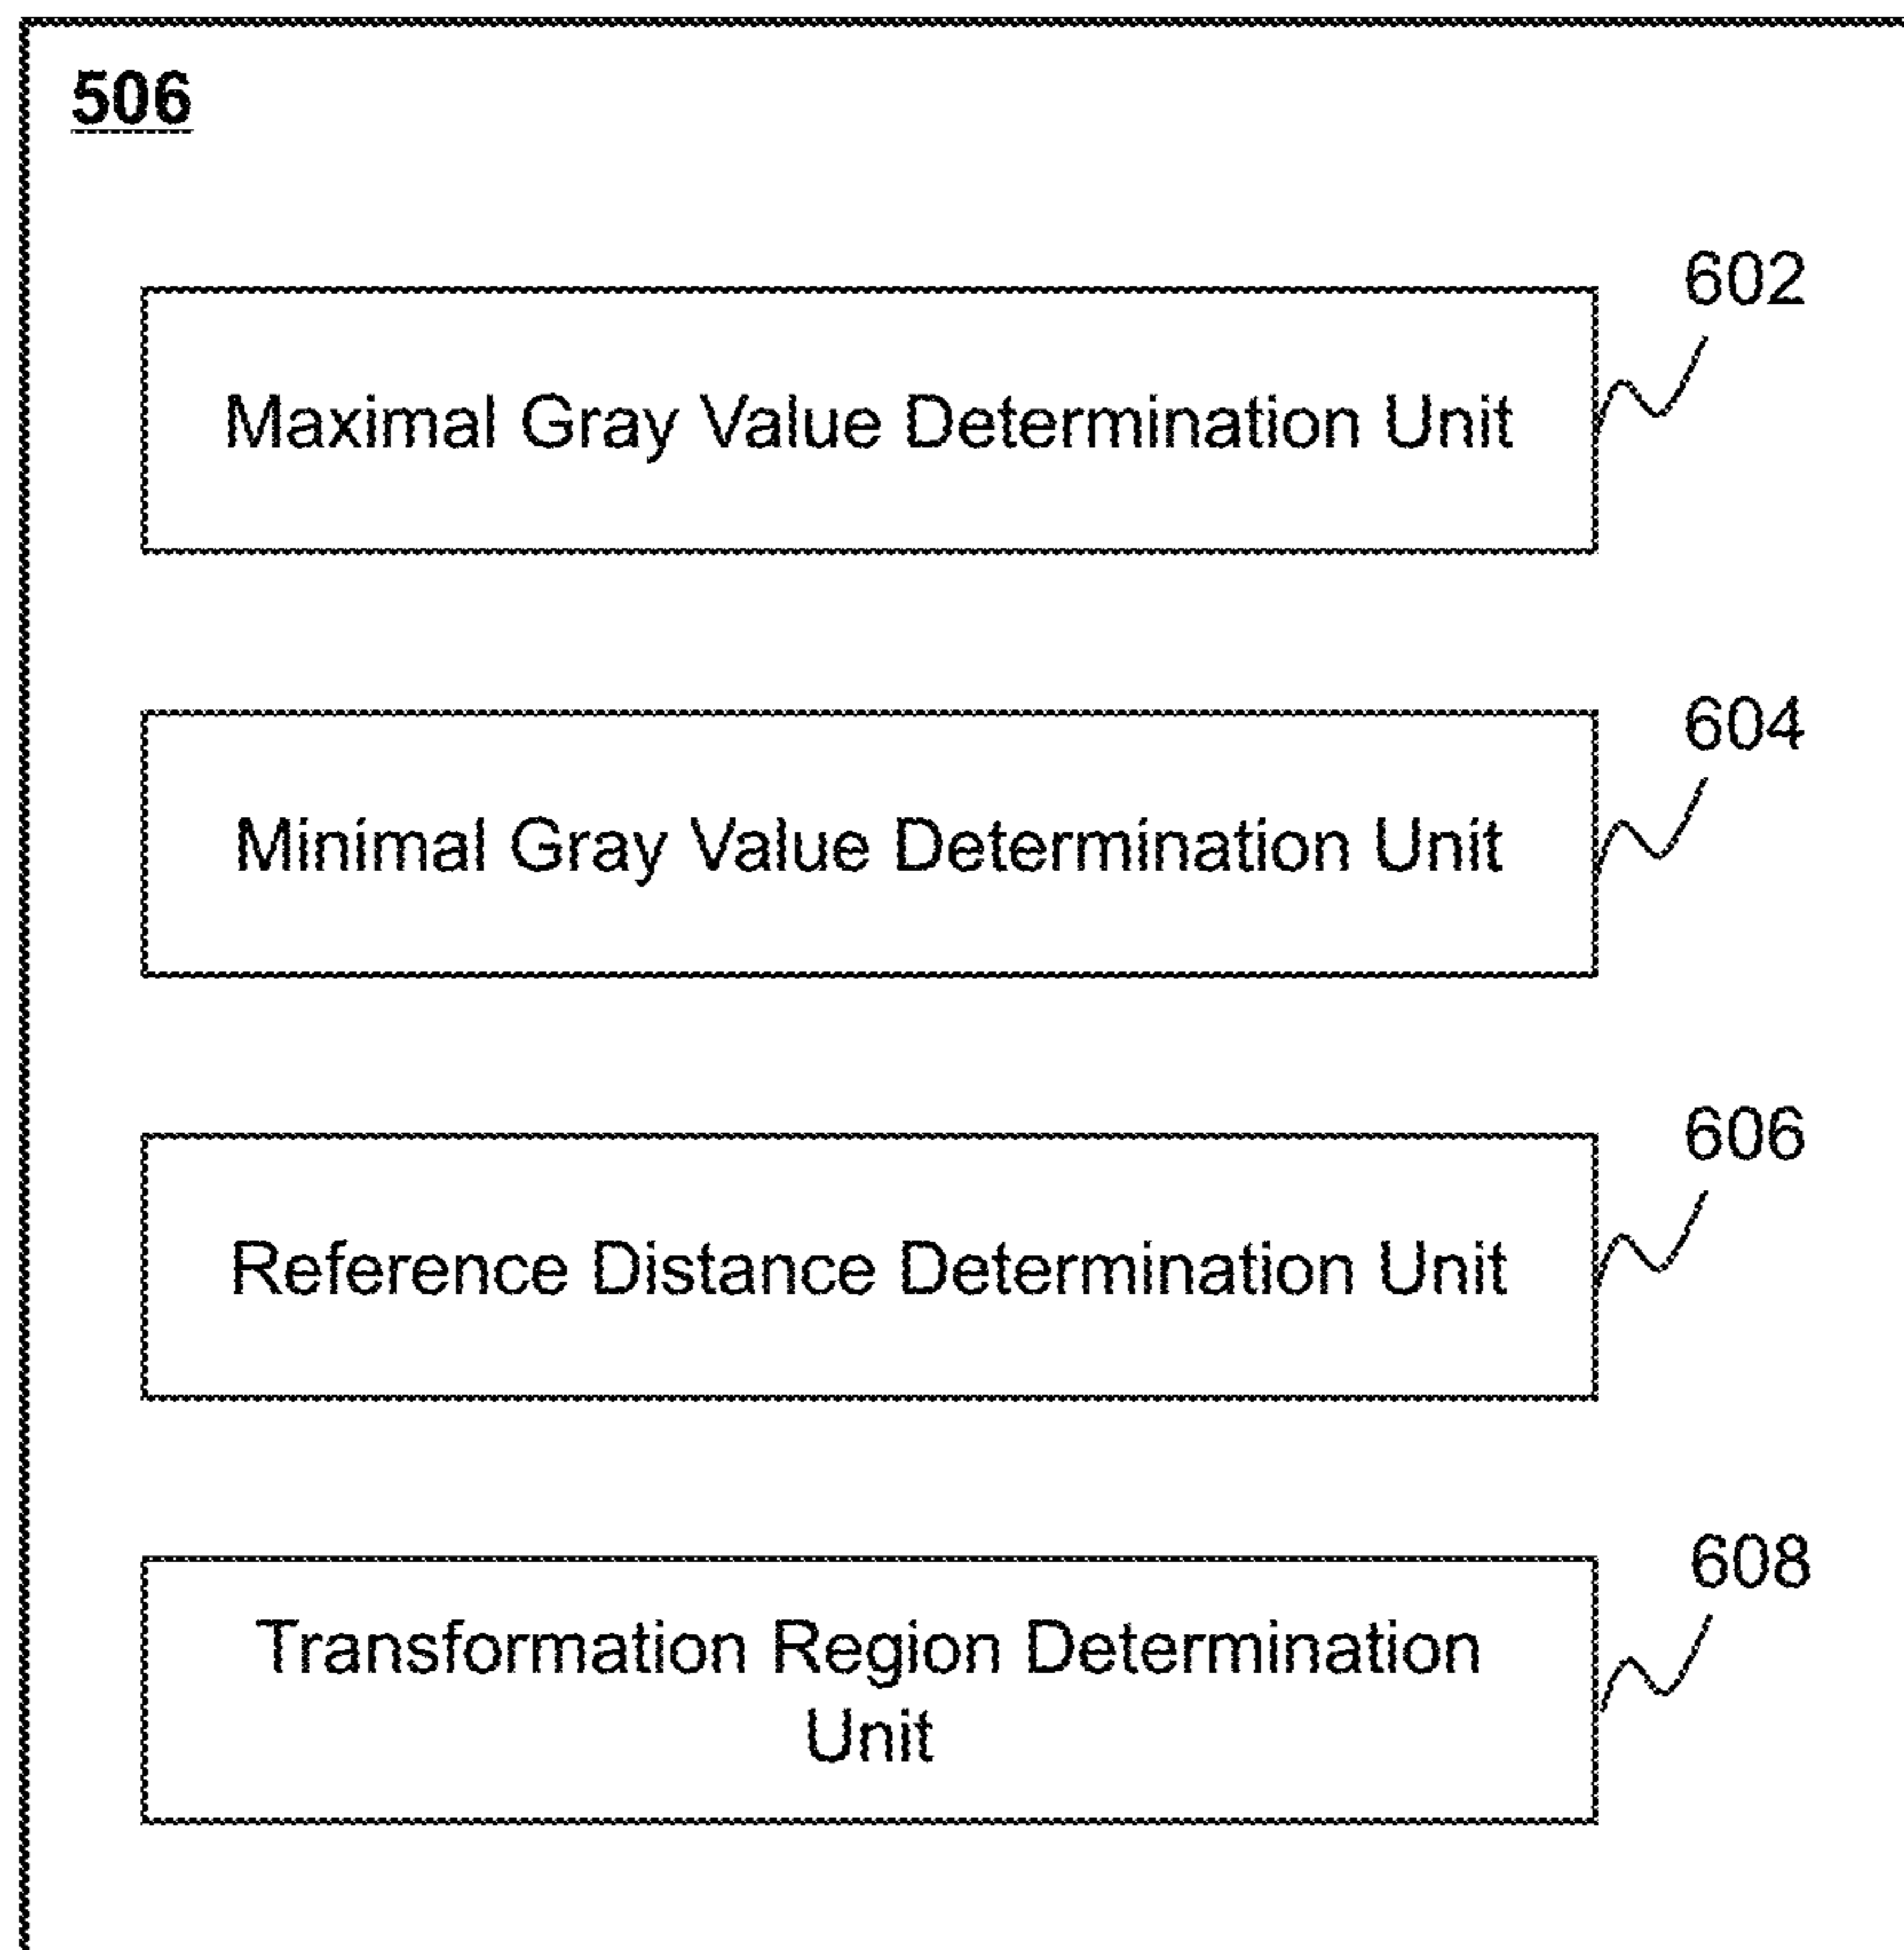 506
602
Maximal Gray Value Determination Unit
604
Minimal Gray Value Determination Unit
606
Reference Distance Determination Unit
608
Transformation Region Determination
Unit